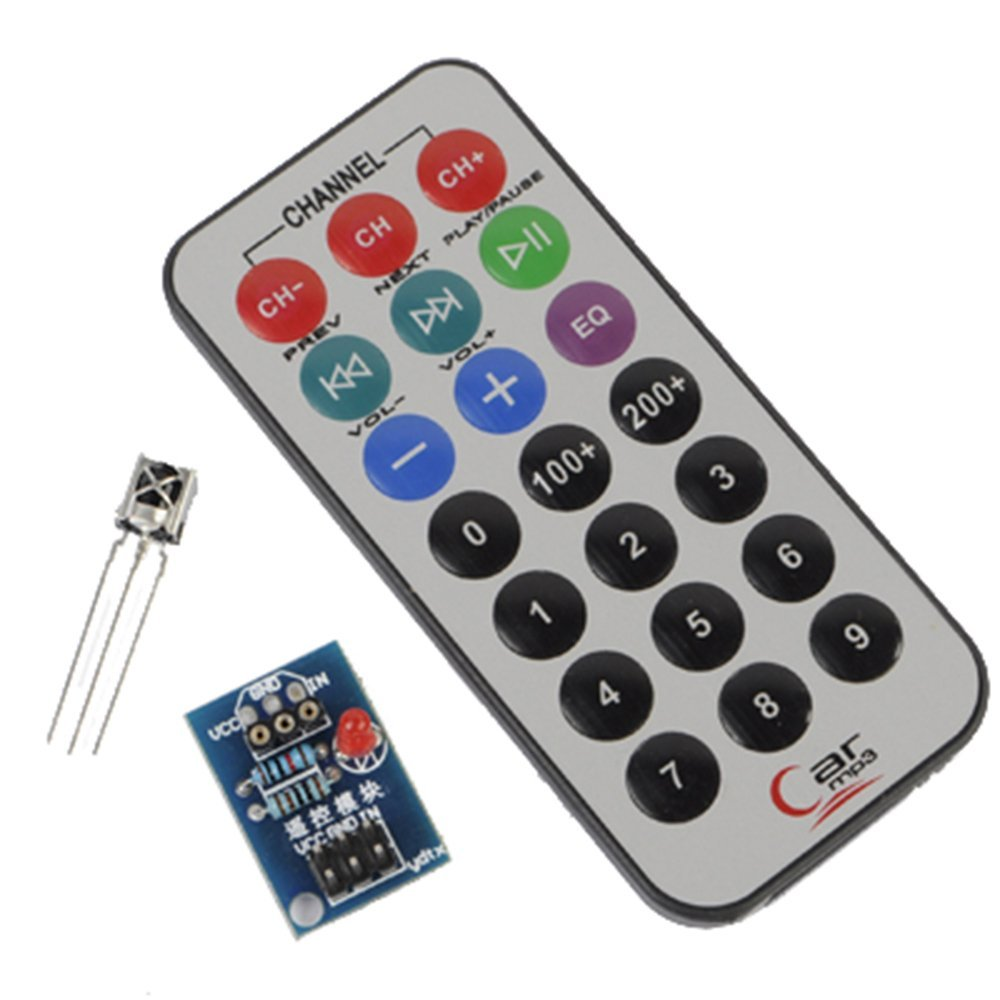 CHANNEL
CH- CH CH+
PREV NEXT PLAY/PAUSE
VOL- VOL+ EQ
0 100+ 200+
1 2 3
4 5 6
7 8 9
Car
mp3
VCC GND IN
遥控模块
VCC GND IN
ydtx